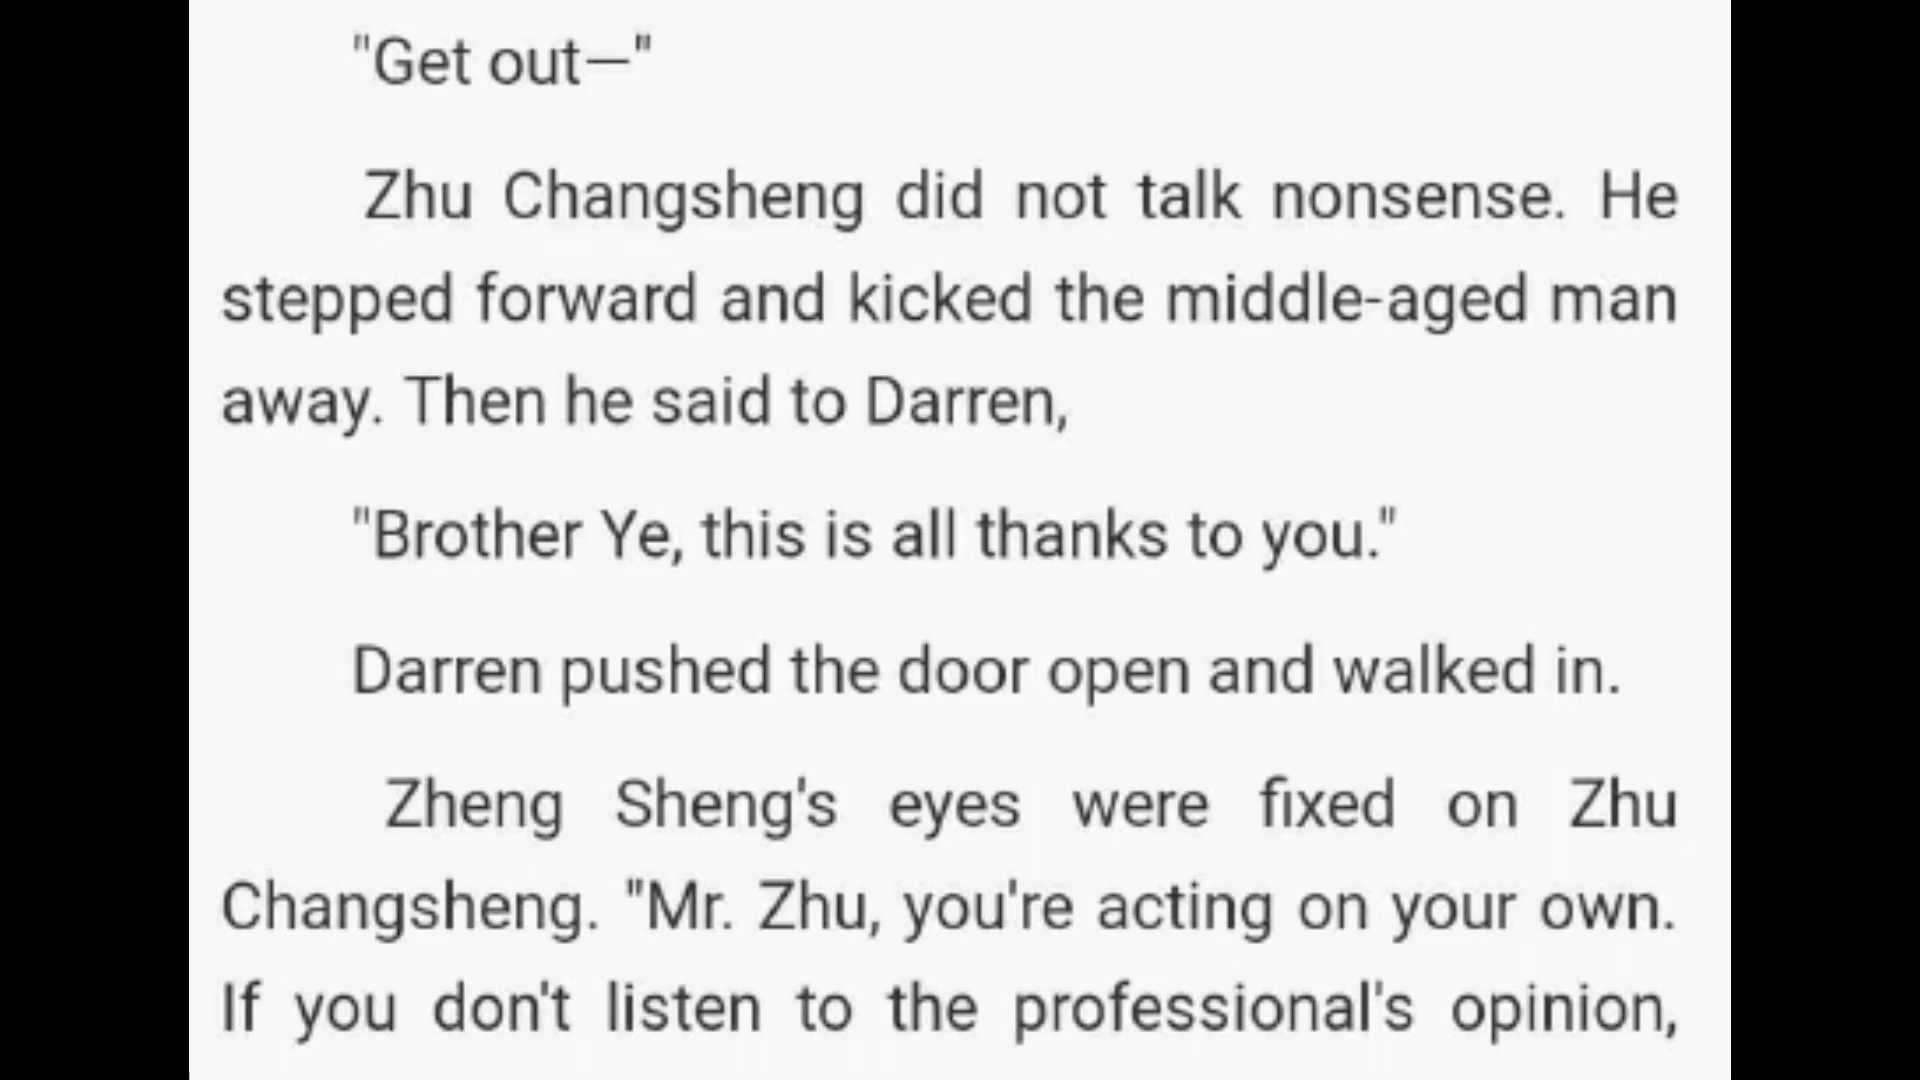 "Get out—"
Zhu Changsheng did not talk nonsense. He
stepped forward and kicked the middle-aged man
away. Then he said to Darren,
"Brother Ye, this is all thanks to you."
Darren pushed the door open and walked in.
Zheng Sheng's eyes were fixed on Zhu
Changsheng. "Mr. Zhu, you're acting on your own.
If you don't listen to the professional's opinion,